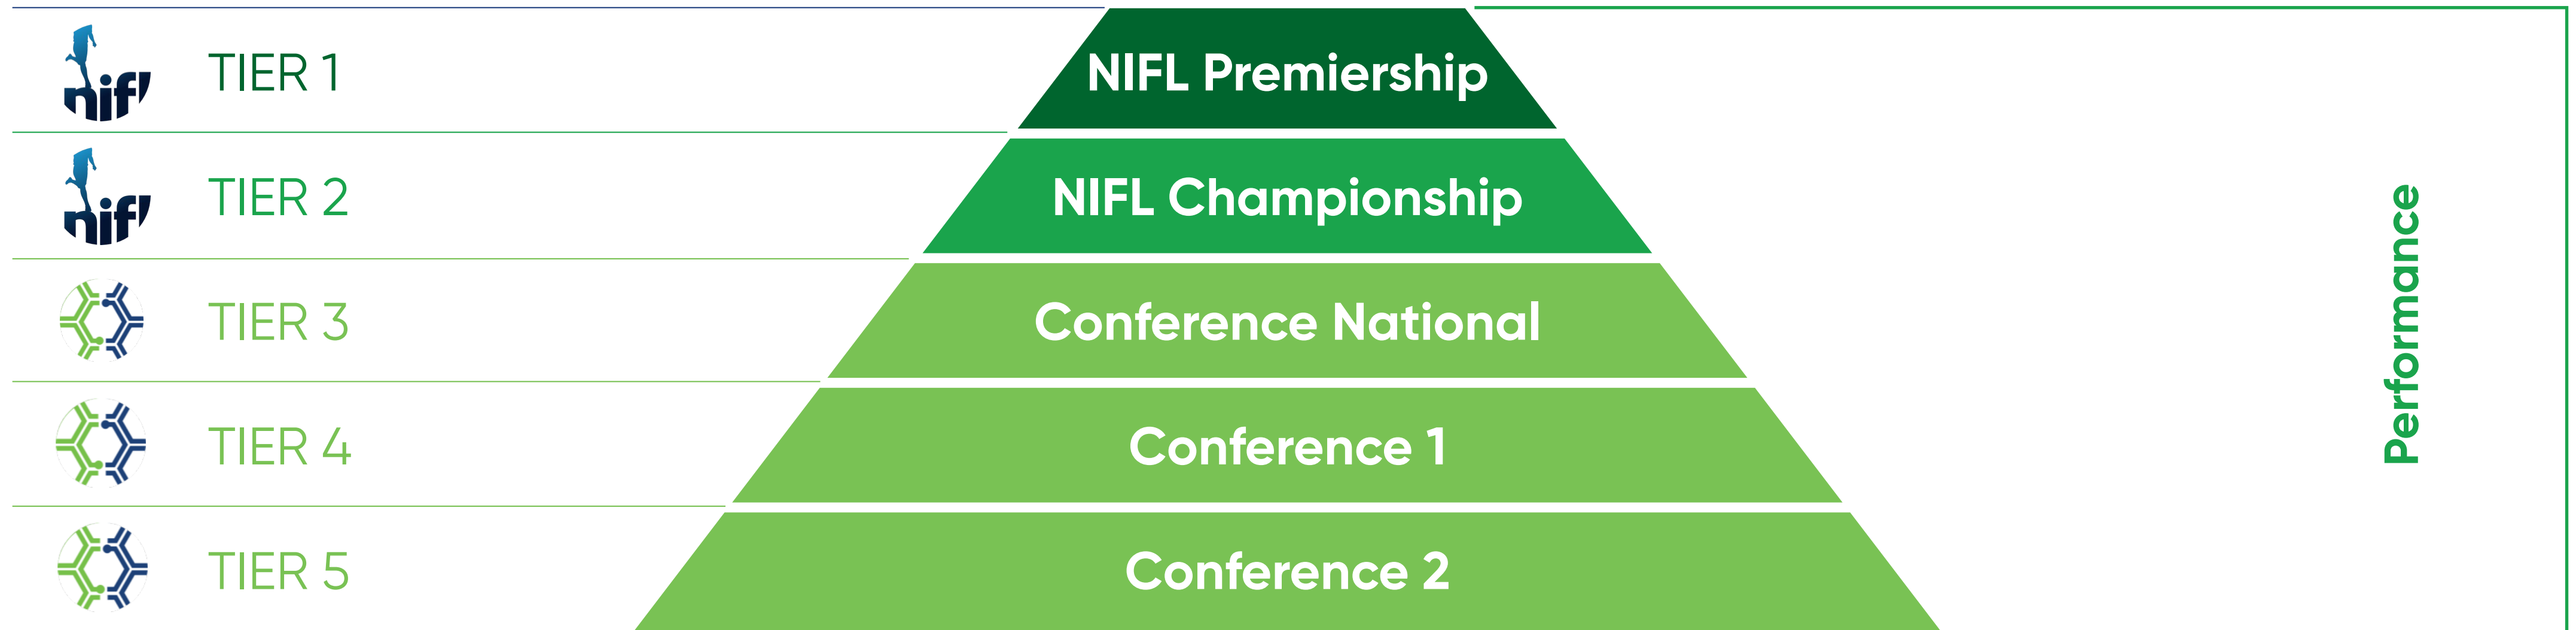 nifl
TIER 1
NIFL Premiership
nifl
TIER 2
NIFL Championship
TIER 3
Conference National
TIER 4
Conference 1
TIER 5
Conference 2
Performance